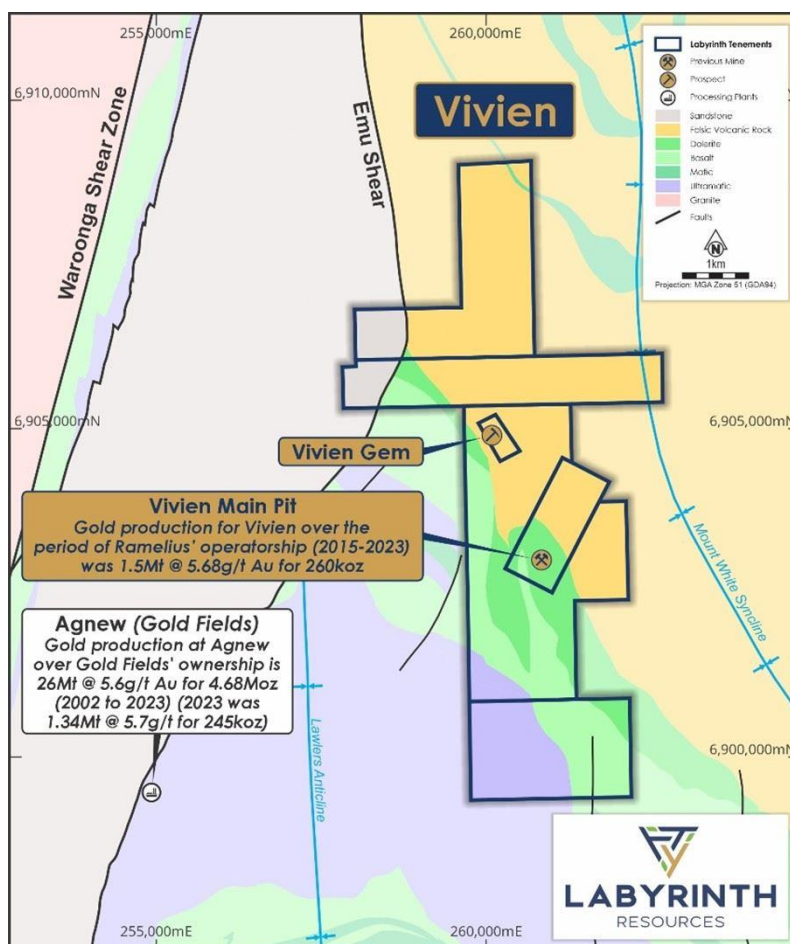 255,000mE
260,000mE
6,910,000mN
Waroonga Shear Zone
Emu Shear
Vivien
Labyrinth Tenements
Previous Mine
Prospect
Processing Plants
Sandstone
Felsic Volcanic Rock
Dolerite
Basalt
Mafic
Ultramafic
Granite
Faults
N
1km
Projection: MGA Zone 51 (GDA94)
6,905,000mN
6,905,000mN
Vivien Gem
Vivien Main Pit
Gold production for Vivien over the
period of Ramelius' operatorship (2015-2023)
was 1.5Mt @ 5.68g/t Au for 260koz
Mount White Syncline
Agnew (Gold Fields)
Gold production at Agnew
over Gold Fields' ownership is
26Mt @ 5.6g/t Au for 4.68Moz
(2002 to 2023) (2023 was
1.34Mt @ 5.7g/t for 245koz)
Lawlers Anticline
6,900,000mN
LABYRINTH
RESOURCES
255,000mE
260,000mE